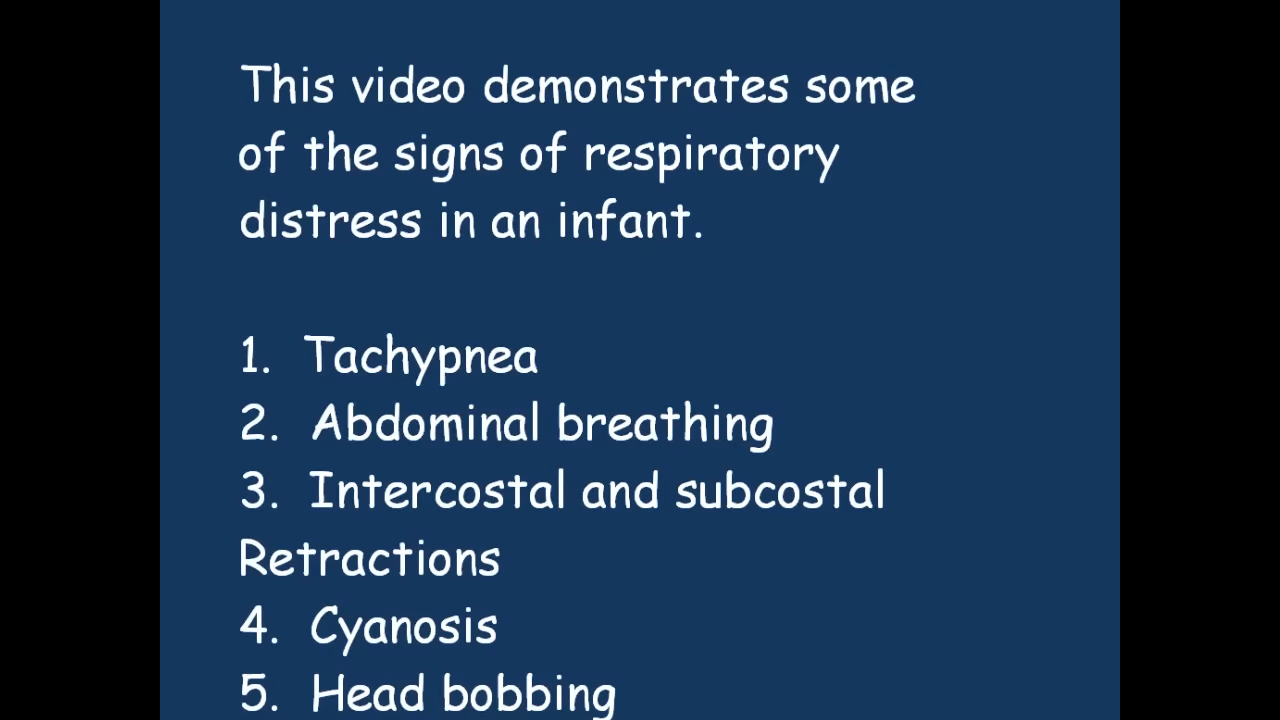 This video demonstrates some
of the signs of respiratory
distress in an infant.
1. Tachypnea
2. Abdominal breathing
3. Intercostal and subcostal
Retractions
4. Cyanosis
5. Head bobbing